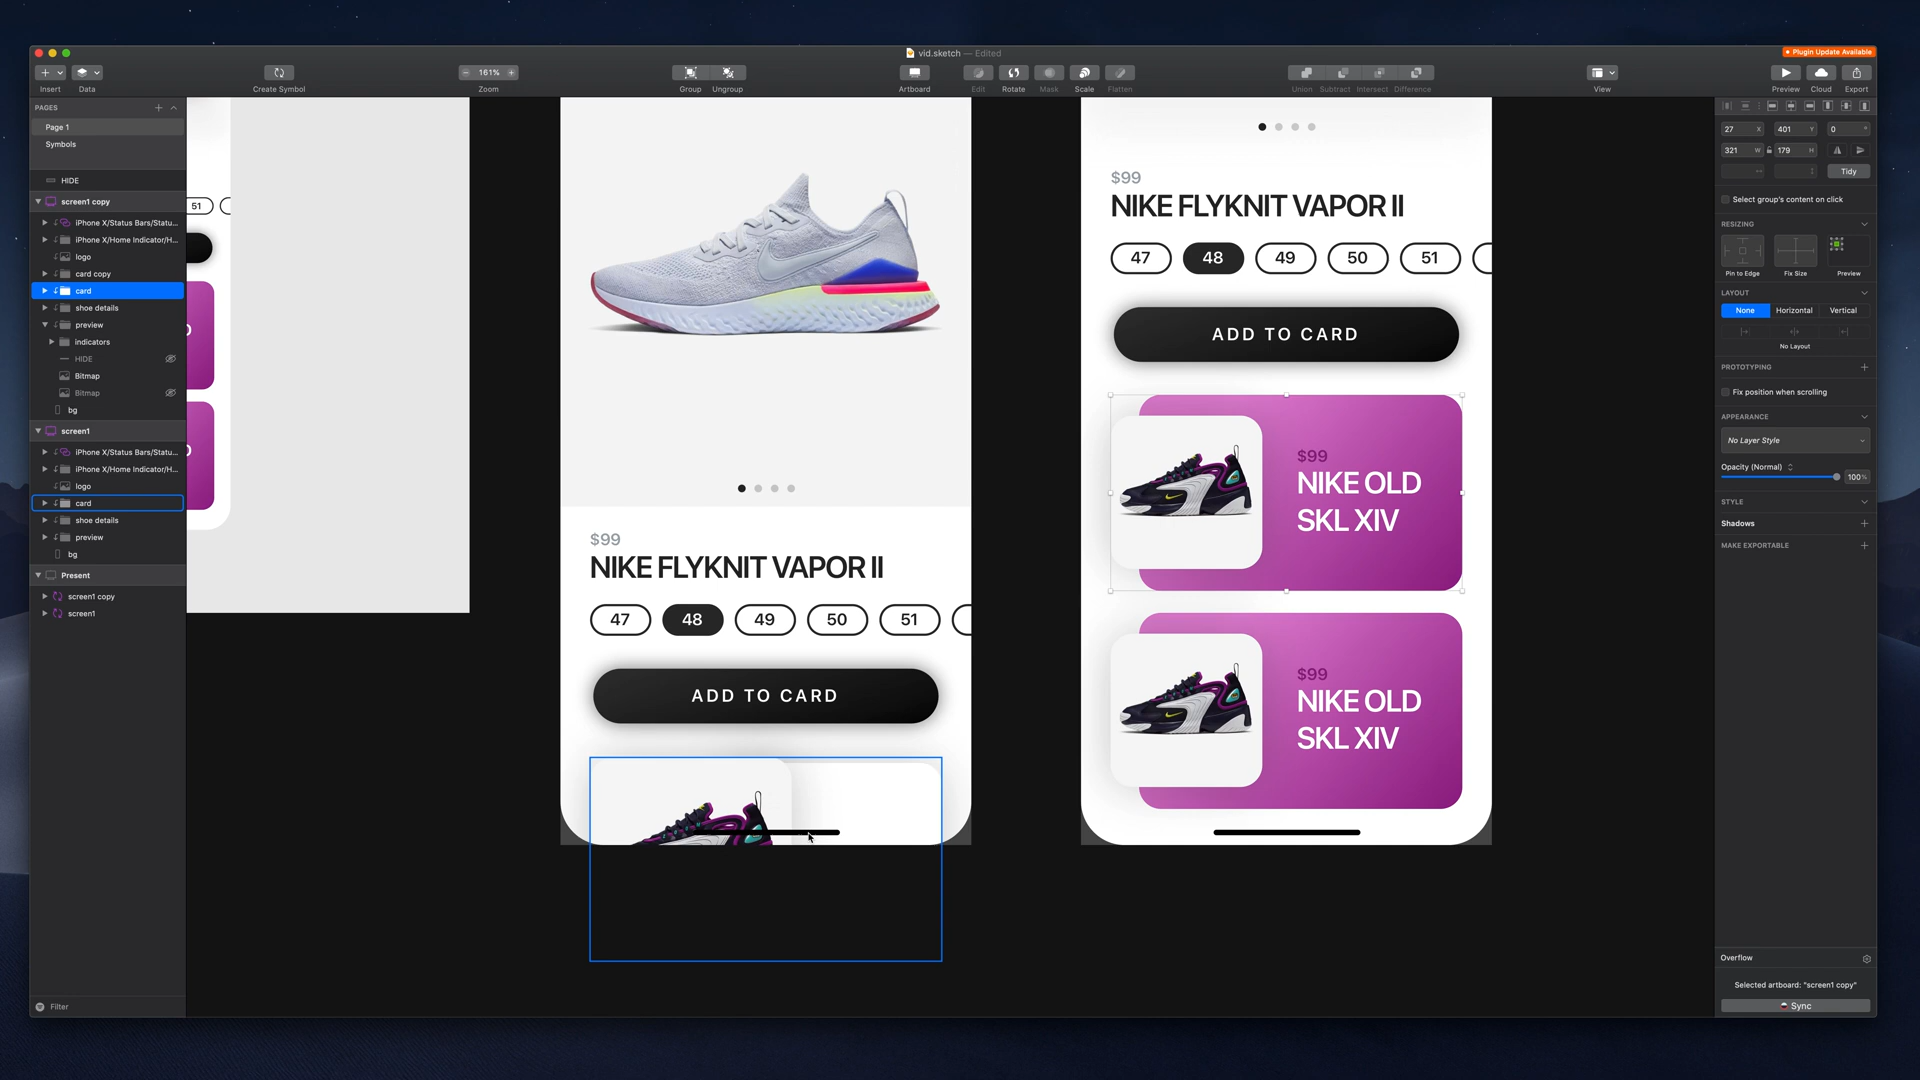 vid.sketch — Edited
Plugin Update Available
161%
Insert
Data
Create Symbol
Zoom
Group
Ungroup
Artboard
Edit
Rotate
Mask
Scale
Flatten
Union
Subtract
Intersect
Difference
View
Preview
Cloud
Export
PAGES
Page 1
Symbols
HIDE
screen1 copy
iPhone X/Status Bars/Statu...
iPhone X/Home Indicator/H...
logo
card copy
card
shoe details
preview
indicators
HIDE
Bitmap
Bitmap
bg
screen1
iPhone X/Status Bars/Statu...
iPhone X/Home Indicator/H...
logo
card
shoe details
preview
bg
Present
screen1 copy
screen1
Filter
51
$99
NIKE FLYKNIT VAPOR II
47
48
49
50
51
ADD TO CARD
$99
NIKE FLYKNIT VAPOR II
47
48
49
50
51
ADD TO CARD
$99
NIKE OLD
SKL XIV
$99
NIKE OLD
SKL XIV
27 X
401 Y
0 °
321 W
179 H
Tidy
Select group's content on click
RESIZING
Pin to Edge
Fix Size
Preview
LAYOUT
None
Horizontal
Vertical
No Layout
PROTOTYPING
Fix position when scrolling
APPEARANCE
No Layer Style
Opacity (Normal)
100%
STYLE
Shadows
MAKE EXPORTABLE
Overflow
Selected artboard: "screen1 copy"
Sync